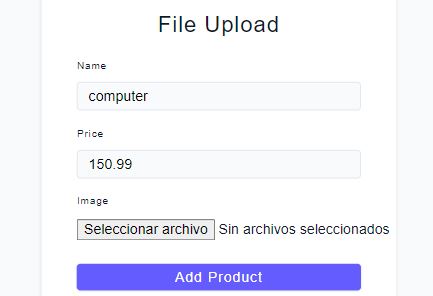 File Upload
Name
computer
Price
150.99
Image
Seleccionar archivo Sin archivos seleccionados
Add Product